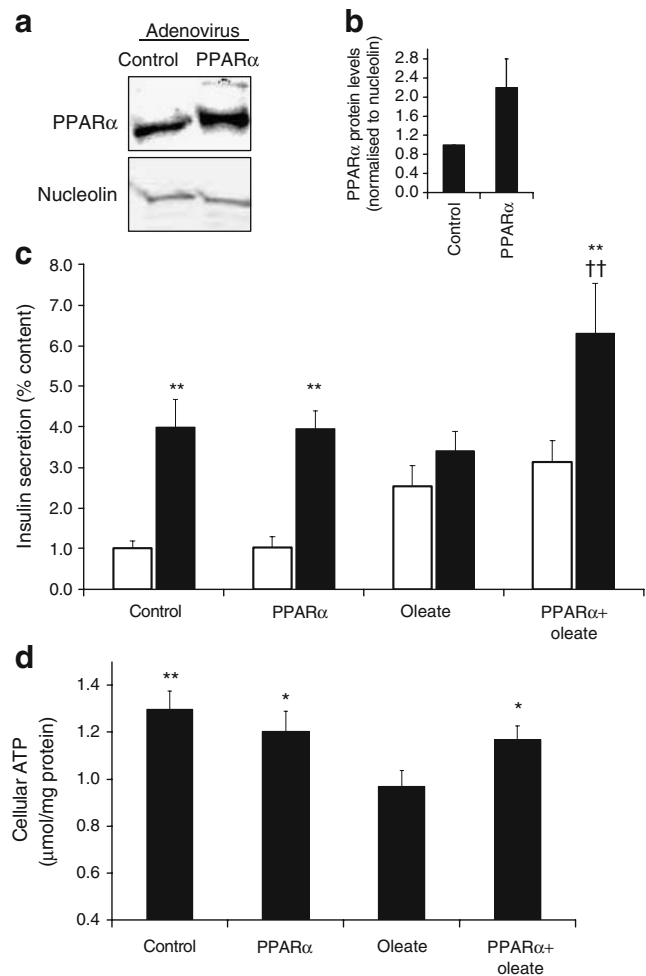 a
Adenovirus
Control PPARα
PPARα
Nucleolin
b
PPARα protein levels
(normalised to nucleolin)
2.8
2.4
2.0
1.6
1.2
0.8
0.4
0.0
Control
PPARα
c
Insulin secretion (% content)
8.0
7.0
6.0
5.0
4.0
3.0
2.0
1.0
0.0
**
**
**
††
Control
PPARα
Oleate
PPARα+
oleate
d
Cellular ATP
(μmol/mg protein)
1.4
1.2
1.0
0.8
0.6
0.4
**
*
*
Control
PPARα
Oleate
PPARα+
oleate